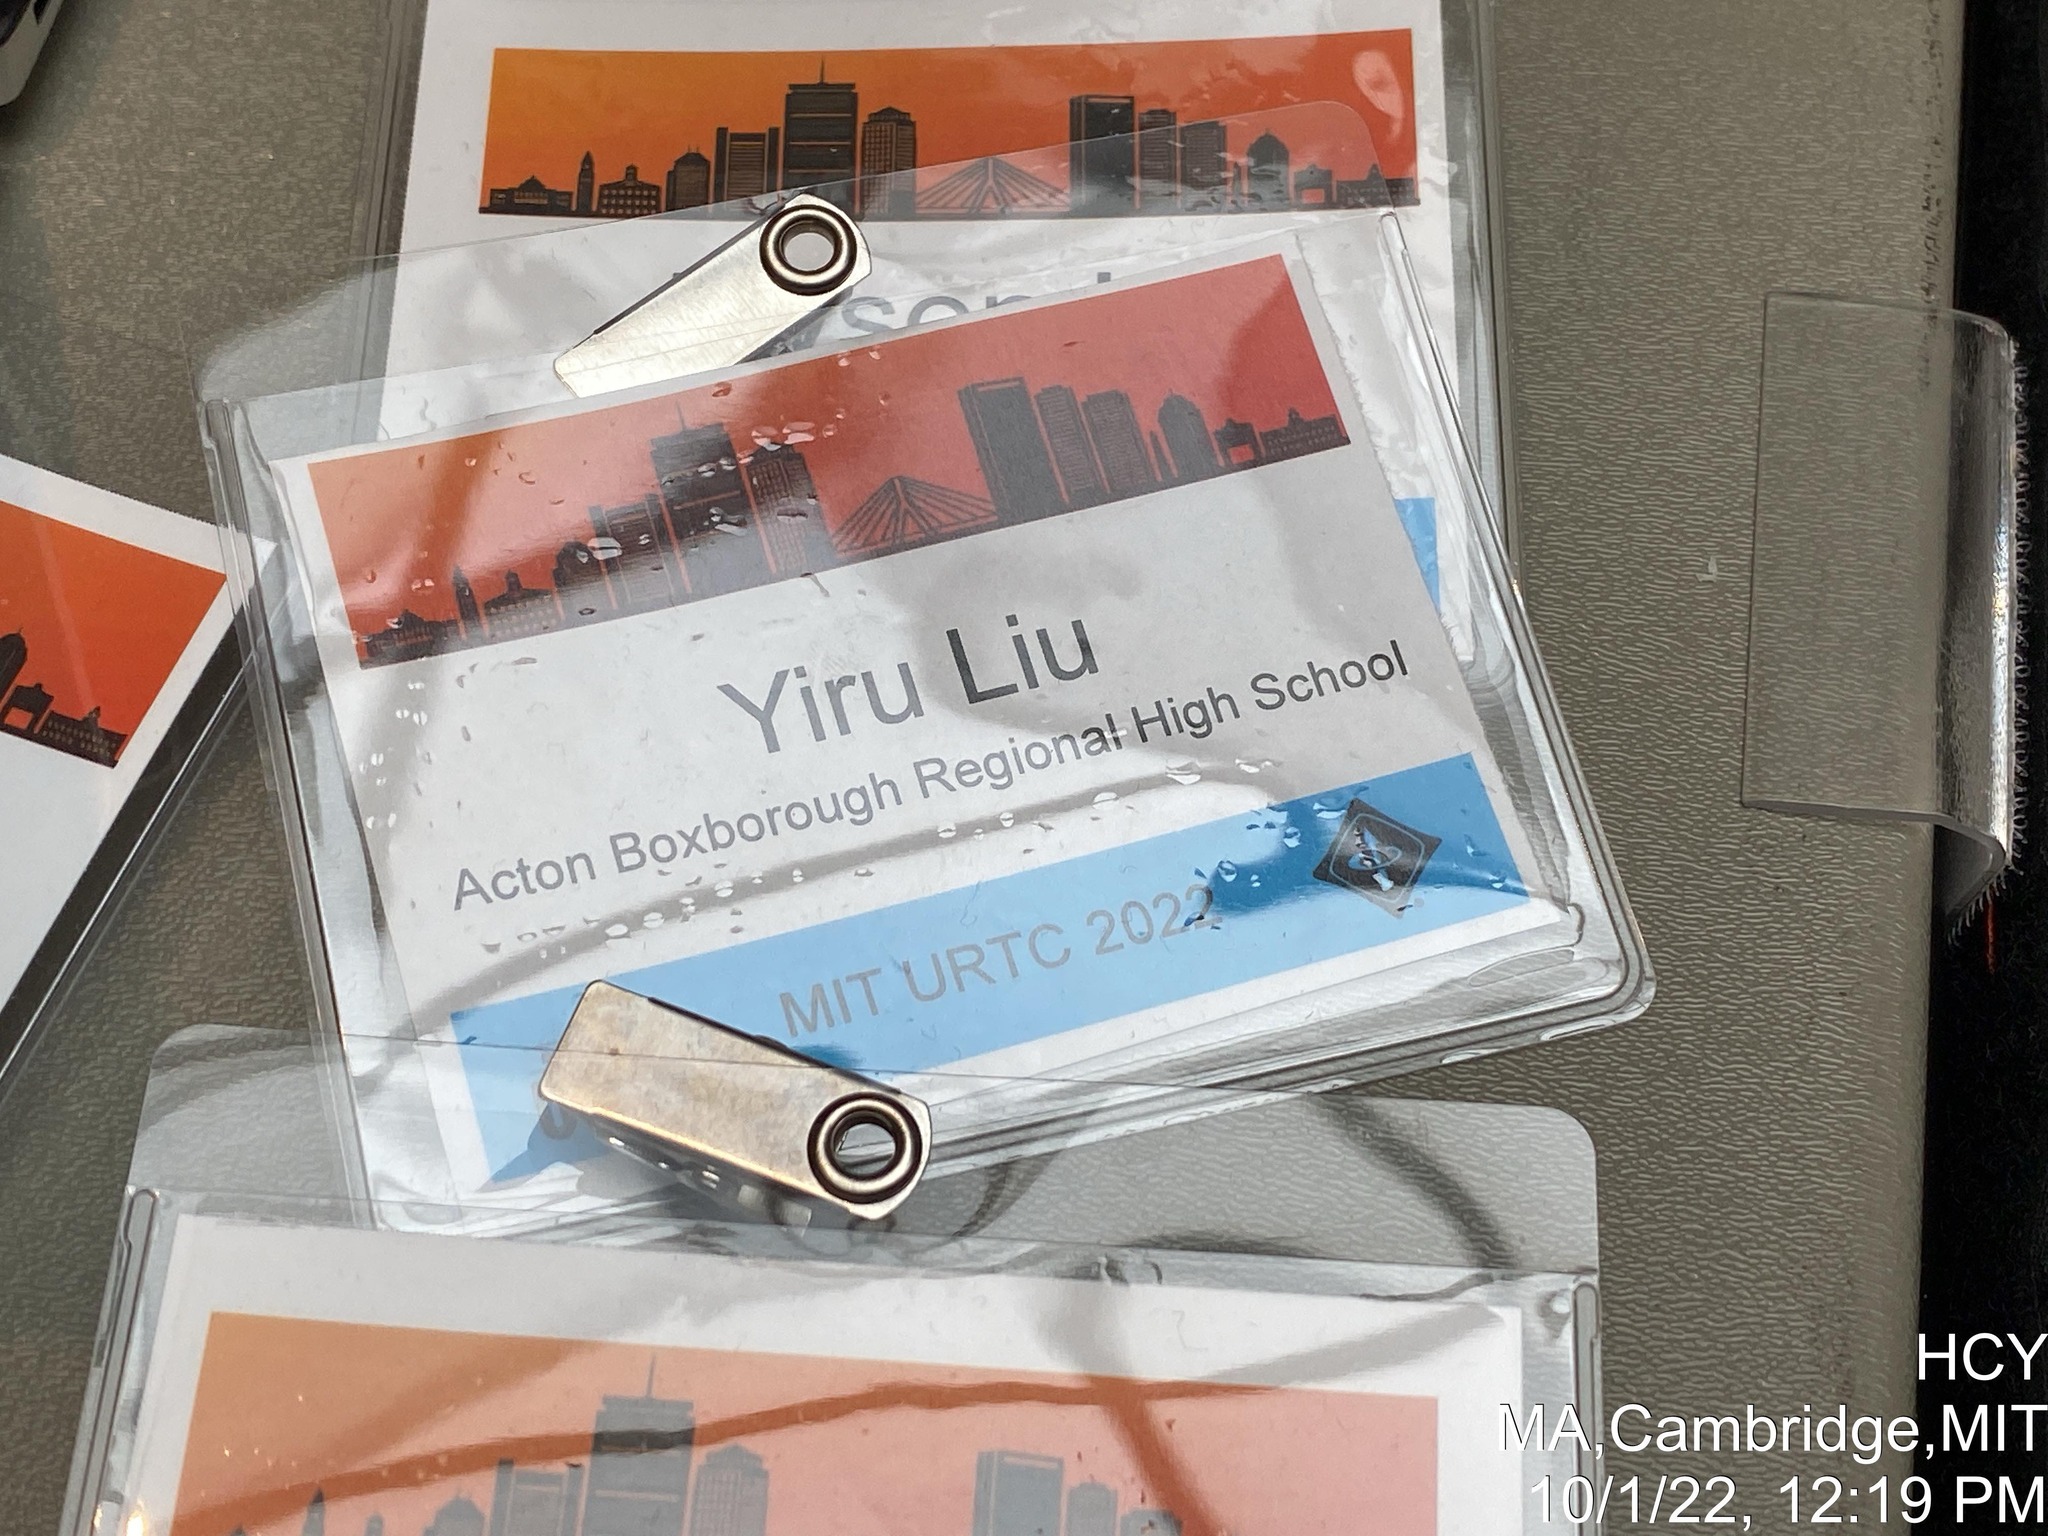 Yiru Liu
Acton Boxborough Regional High School
MIT URTC 2022
HCY
MA,Cambridge,MIT
10/1/22, 12:19 PM